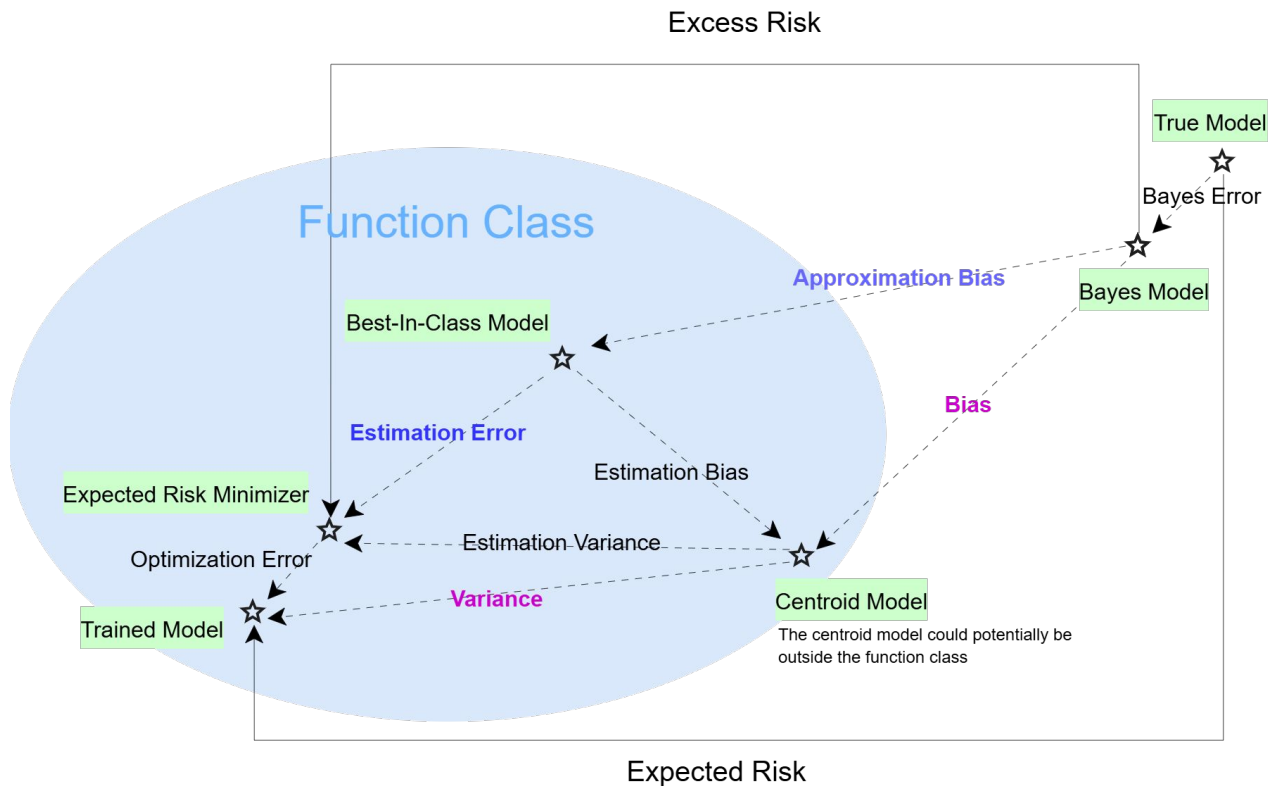 Excess Risk
True Model
Bayes Error
Function Class
Approximation Bias
Bayes Model
Best-In-Class Model
Bias
Estimation Error
Estimation Bias
Expected Risk Minimizer
Estimation Variance
Optimization Error
Variance
Centroid Model
Trained Model
The centroid model could potentially be
outside the function class
Expected Risk